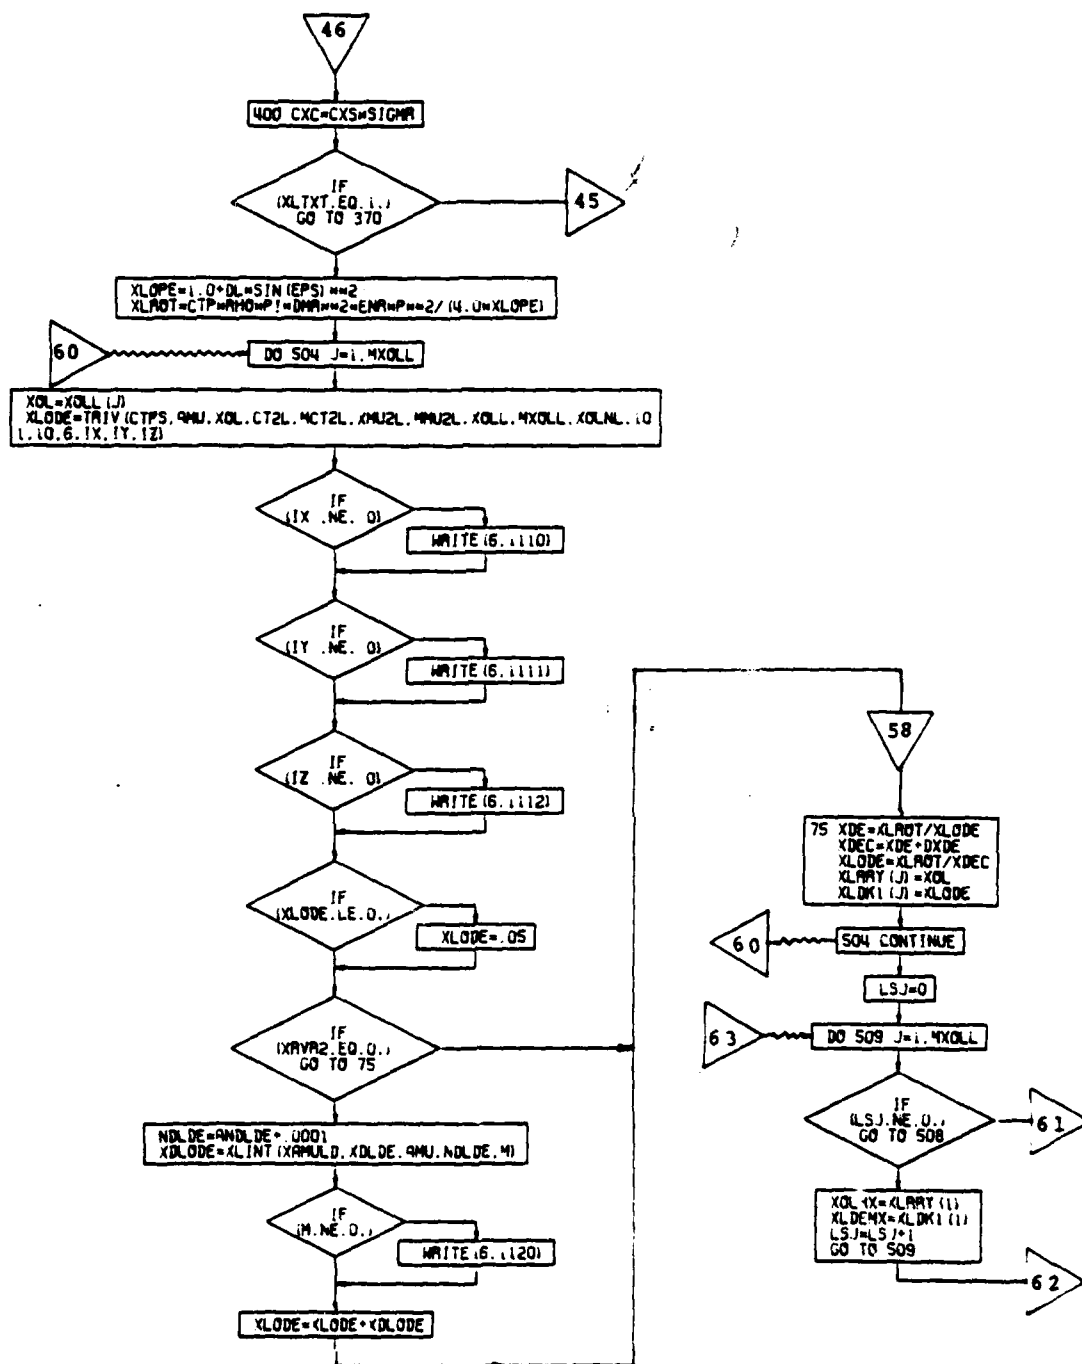 46
400 CXC=CXS*SIGMA
IF
(XLTXT.EQ.1.)
GO TO 370
45
XLOPE=1.0+DL*SIN(EPS)**2
XLROT=CTP*RMO*PI*DMR**2*ENR*P**2/(4.0*XLOPE)
60
DO 504 J=1,MXOLL
XOL=XOLL(J)
XLODE=TRIV(CTPS,AMU,XOL,CT2L,MCT2L,XMU2L,MMU2L,XOLL,MXOLL,XOLNL,10
1,10,6,IX,IY,IZ)
IF
(IX .NE. 0)
WRITE(6,1110)
IF
(IY .NE. 0)
WRITE(6,1111)
IF
(IZ .NE. 0)
WRITE(6,1112)
IF
(XLODE.LE.0.)
XLODE=.05
IF
(XRVR2.EQ.0.)
GO TO 75
NDLDE=ANDLDE+.0001
XDLODE=XLINT(XAMULD,XDLDE,AMU,NDLDE,M)
IF
(M.NE.0.)
WRITE(6,1120)
XLODE=XLODE+XDLODE
58
75 XDE=XLROT/XLODE
XDEC=XDE+DXDE
XLODE=XLROT/XDEC
XLRRY(J)=XOL
XLDK1(J)=XLODE
60
504 CONTINUE
LSJ=0
63
DO 509 J=1,MXOLL
IF
(LSJ.NE.0.)
GO TO 508
61
XOLMX=XLRRY(1)
XLDEMX=XLDK1(1)
LSJ=LSJ+1
GO TO 509
62